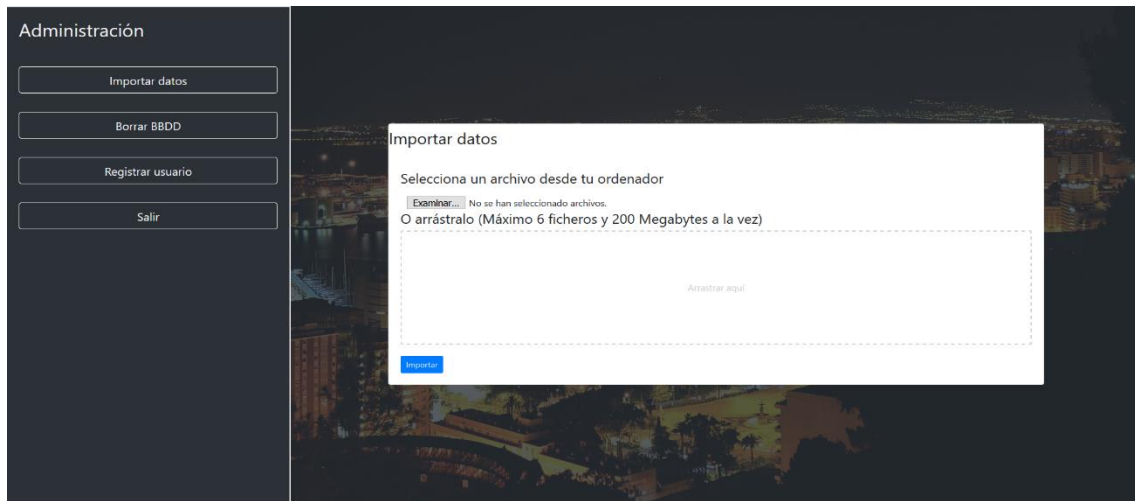 Administración
Importar datos
Borrar BBDD
Registrar usuario
Salir
Importar datos
Selecciona un archivo desde tu ordenador
Examinar... No se han seleccionado archivos.
O arrástralo (Máximo 6 ficheros y 200 Megabytes a la vez)
Arrastrar aquí
Importar